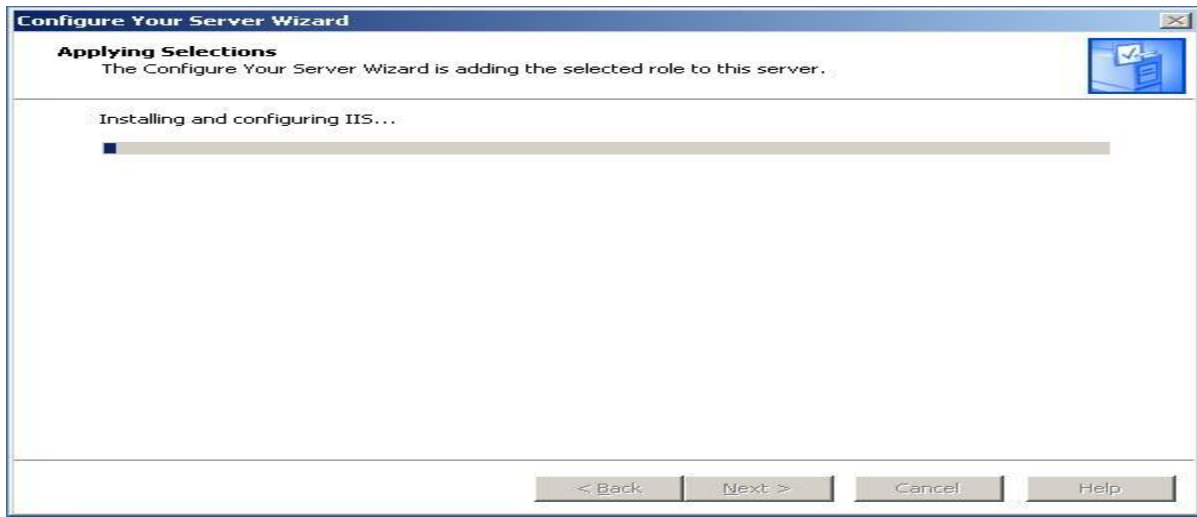 Configure Your Server Wizard
Applying Selections
The Configure Your Server Wizard is adding the selected role to this server.
Installing and configuring IIS...
< Back
Next >
Cancel
Help